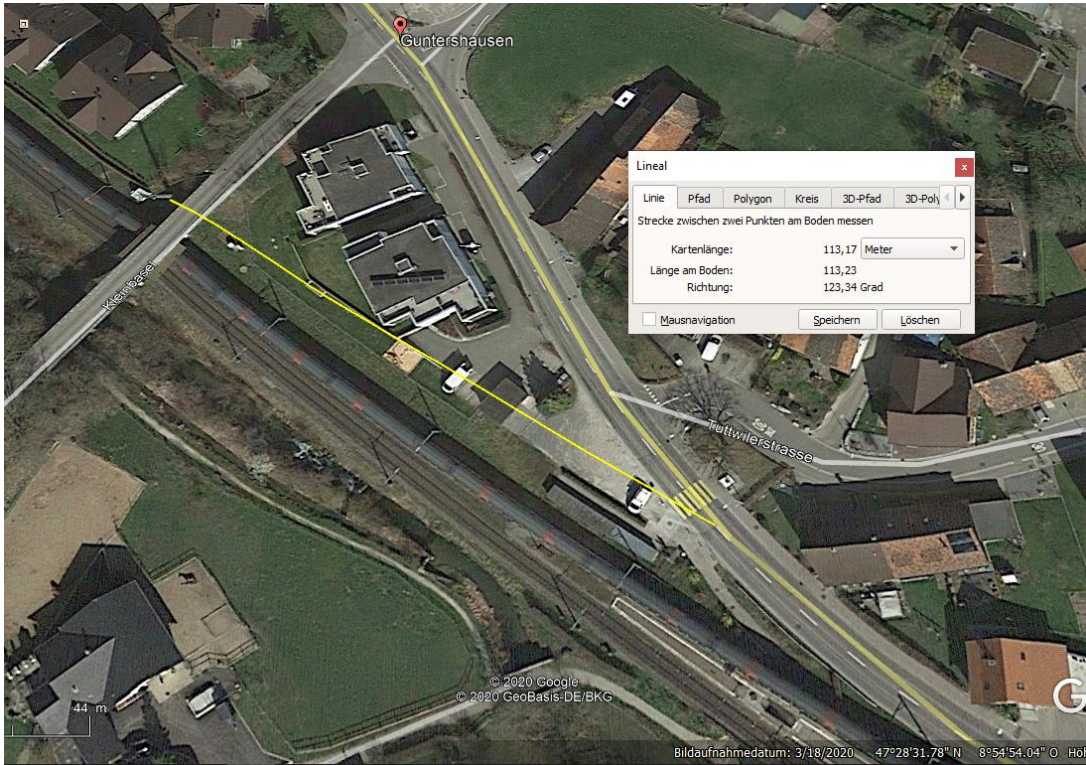 Guntershausen
Lineal
x
Linie Pfad Polygon Kreis 3D-Pfad 3D-Poly
Strecke zwischen zwei Punkten am Boden messen
Kartenlänge: 113,17 Meter
Länge am Boden: 113,23
Richtung: 123,34 Grad
Mausnavigation Speichern Löschen
Kleinbasel
Tuttwilerstrasse
© 2020 Google
© 2020 GeoBasis-DE/BKG
44 m
G
Bildaufnahmedatum: 3/18/2020 47°28'31.78" N 8°54'54.04" O Höh